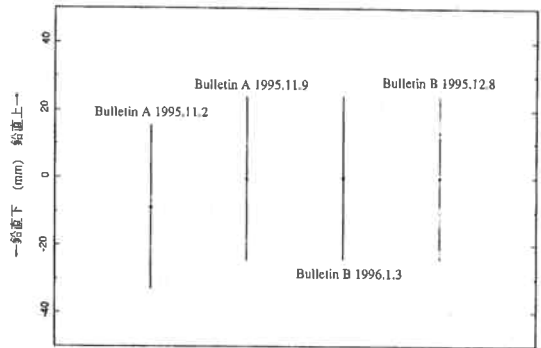 40
Bulletin A 1995.11.9
Bulletin B 1995.12.8
Bulletin A 1995.11.2
20
0
-20
Bulletin B 1996.1.3
-40
←鉛直下 (mm) 鉛直上→